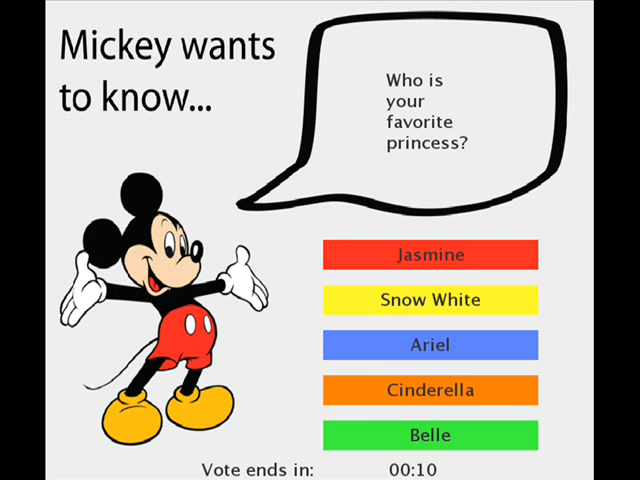 Mickey wants
to know...
Who is
your
favorite
princess?
Jasmine
Snow White
Ariel
Cinderella
Belle
Vote ends in: 00:10